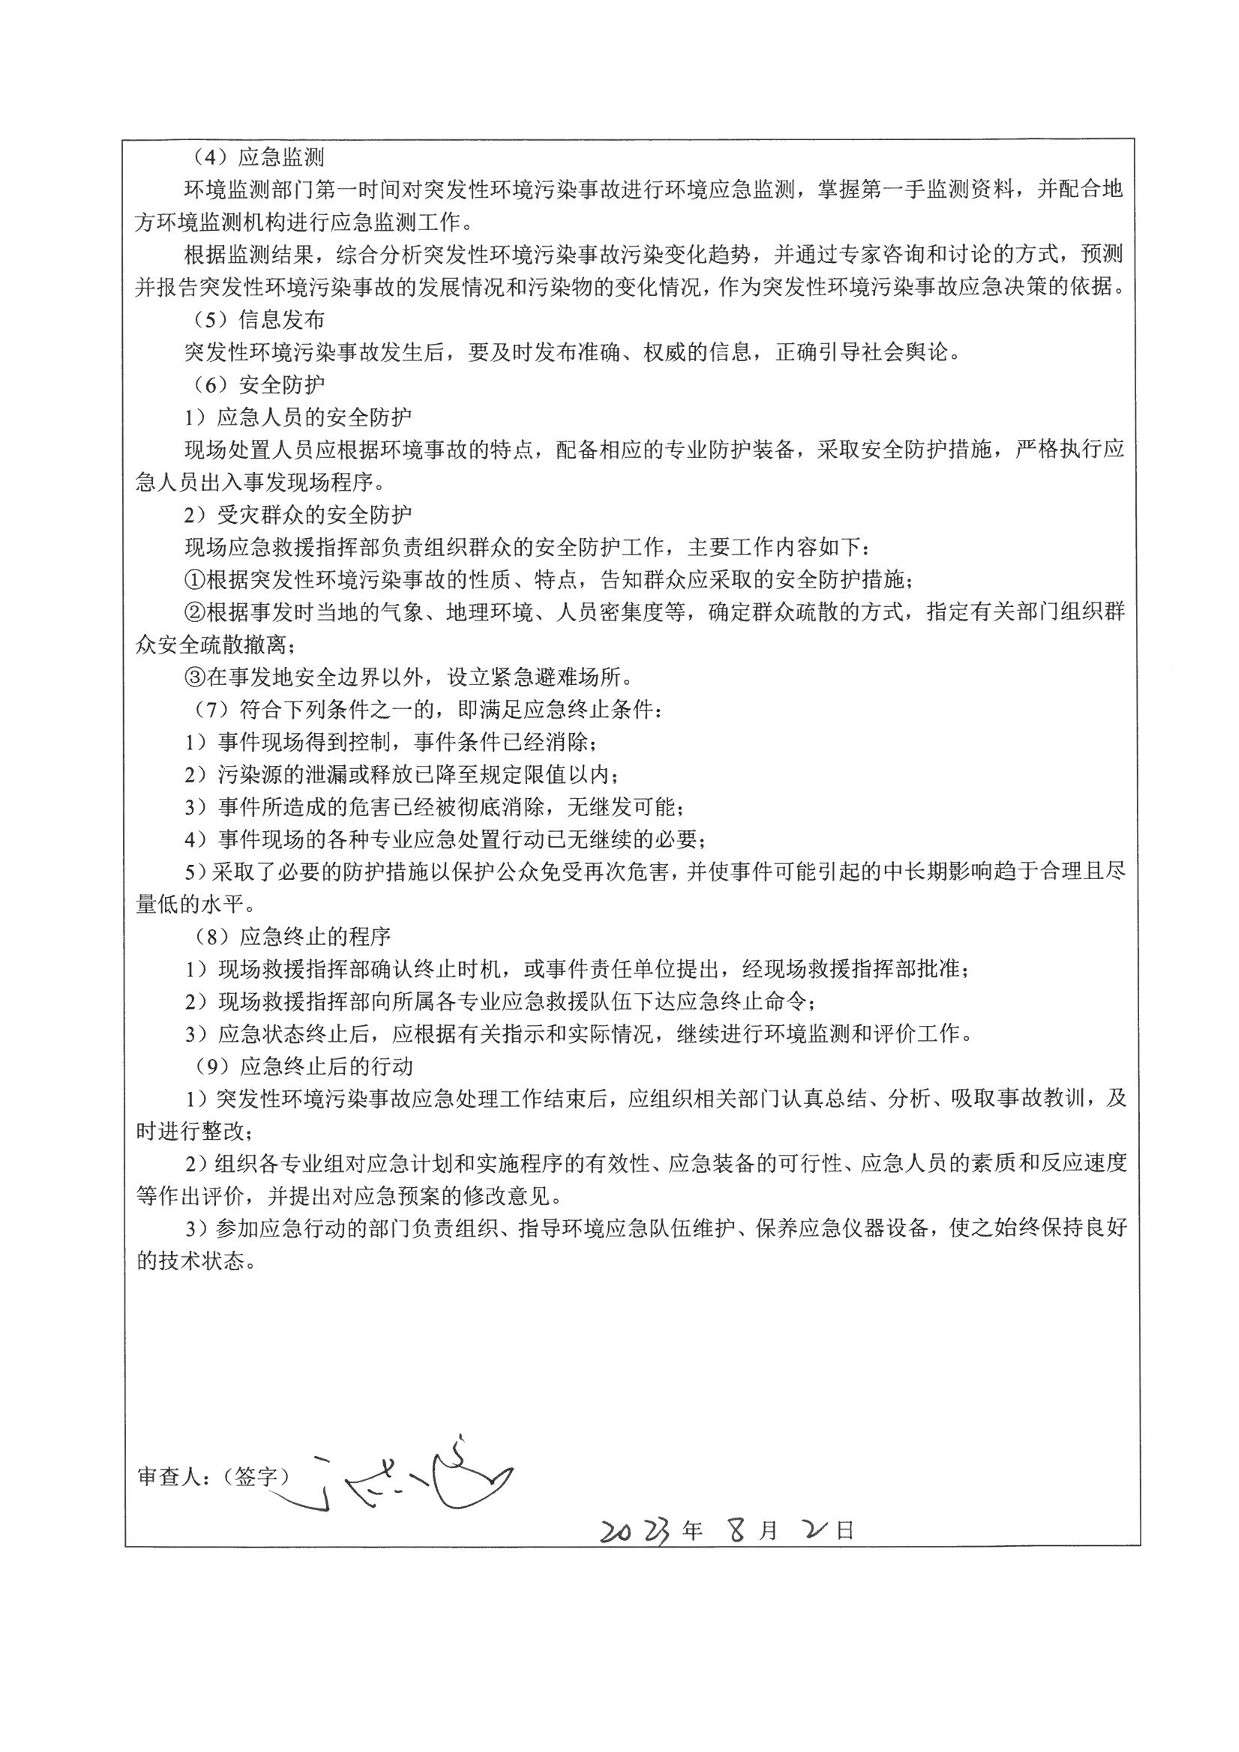 （4）应急监测
环境监测部门第一时间对突发性环境污染事故进行环境应急监测，掌握第一手监测资料，并配合地
方环境监测机构进行应急监测工作。
根据监测结果，综合分析突发性环境污染事故污染变化趋势，并通过专家咨询和讨论的方式，预测
并报告突发性环境污染事故的发展情况和污染物的变化情况，作为突发性环境污染事故应急决策的依据。
（5）信息发布
突发性环境污染事故发生后，要及时发布准确、权威的信息，正确引导社会舆论。
（6）安全防护
1）应急人员的安全防护
现场处置人员应根据环境事故的特点，配备相应的专业防护装备，采取安全防护措施，严格执行应
急人员出入事发现场程序。
2）受灾群众的安全防护
现场应急救援指挥部负责组织群众的安全防护工作，主要工作内容如下：
①根据突发性环境污染事故的性质、特点，告知群众应采取的安全防护措施；
②根据事发时当地的气象、地理环境、人员密集度等，确定群众疏散的方式，指定有关部门组织群
众安全疏散撤离；
③在事发地安全边界以外，设立紧急避难场所。
（7）符合下列条件之一的，即满足应急终止条件：
1）事件现场得到控制，事件条件已经消除；
2）污染源的泄漏或释放已降至规定限值以内；
3）事件所造成的危害已经被彻底消除，无继发可能；
4）事件现场的各种专业应急处置行动已无继续的必要；
5）采取了必要的防护措施以保护公众免受再次危害，并使事件可能引起的中长期影响趋于合理且尽
量低的水平。
（8）应急终止的程序
1）现场救援指挥部确认终止时机，或事件责任单位提出，经现场救援指挥部批准；
2）现场救援指挥部向所属各专业应急救援队伍下达应急终止命令；
3）应急状态终止后，应根据有关指示和实际情况，继续进行环境监测和评价工作。
（9）应急终止后的行动
1）突发性环境污染事故应急处理工作结束后，应组织相关部门认真总结、分析、吸取事故教训，及
时进行整改；
2）组织各专业组对应急计划和实施程序的有效性、应急装备的可行性、应急人员的素质和反应速度
等作出评价，并提出对应急预案的修改意见。
3）参加应急行动的部门负责组织、指导环境应急队伍维护、保养应急仪器设备，使之始终保持良好
的技术状态。
审查人：（签字）
2023年 8月 2日